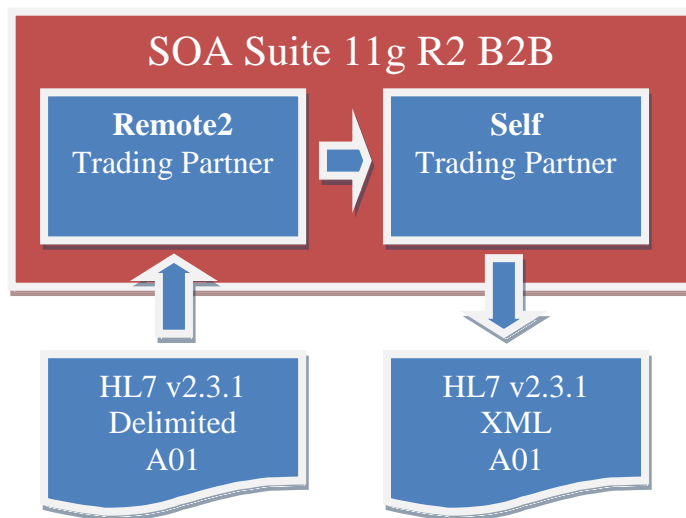 SOA Suite 11g R2 B2B
Remote2
Trading Partner
Self
Trading Partner
HL7 v2.3.1
Delimited
A01
HL7 v2.3.1
XML
A01